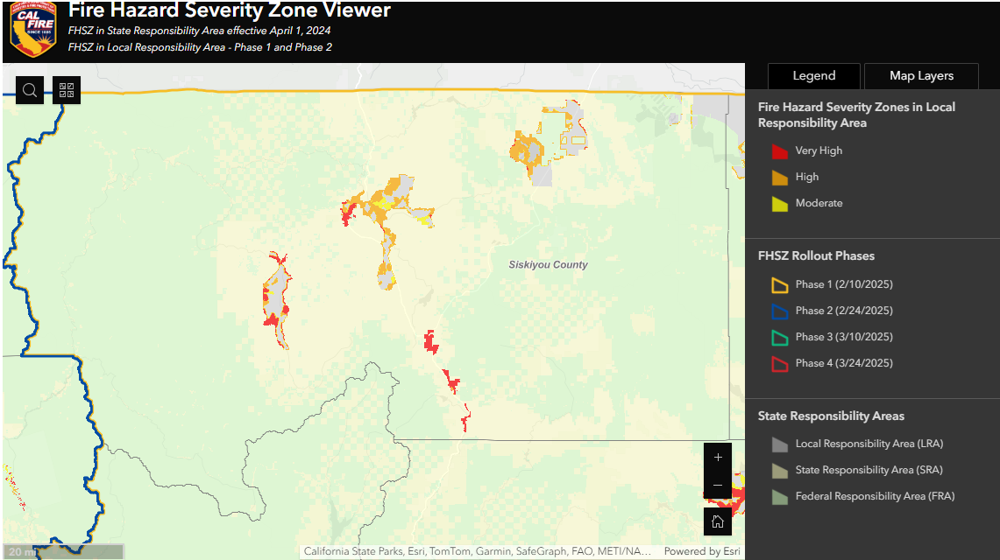 Fire Hazard Severity Zone Viewer
FHSZ in State Responsibility Area effective April 1, 2024
FHSZ in Local Responsibility Area - Phase 1 and Phase 2
CAL
FIRE
SINCE 1885
Legend
Map Layers
Fire Hazard Severity Zones in Local
Responsibility Area
Very High
High
Moderate
FHSZ Rollout Phases
Phase 1 (2/10/2025)
Phase 2 (2/24/2025)
Phase 3 (3/10/2025)
Phase 4 (3/24/2025)
State Responsibility Areas
Local Responsibility Area (LRA)
State Responsibility Area (SRA)
Federal Responsibility Area (FRA)
Siskiyou County
+
−
20 mi
California State Parks, Esri, TomTom, Garmin, SafeGraph, FAO, METI/NA...
Powered by Esri